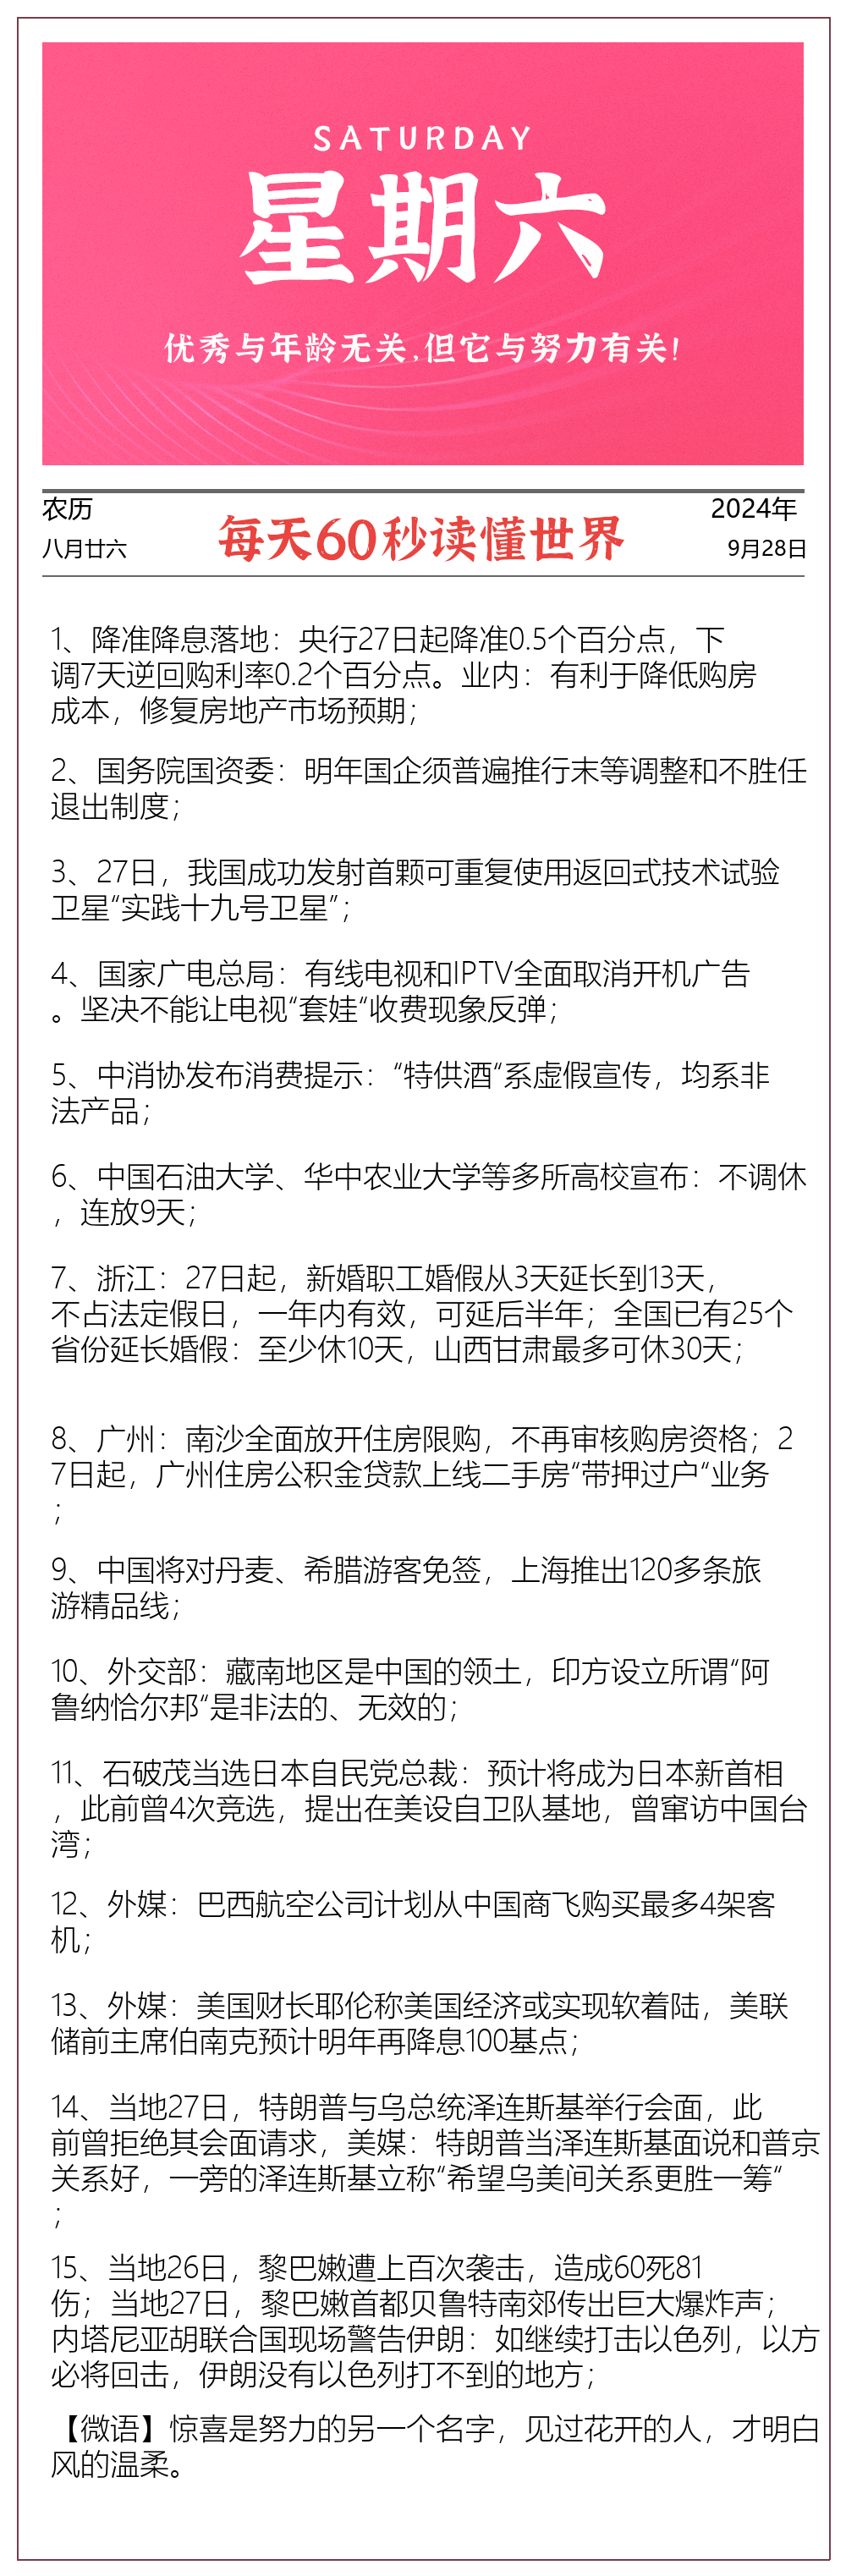 SATURDAY
星期六
优秀与年龄无关,但它与努力有关!
农历
八月廿六
每天60秒读懂世界
2024年
9月28日
1、降准降息落地：央行27日起降准0.5个百分点，下
调7天逆回购利率0.2个百分点。业内：有利于降低购房
成本，修复房地产市场预期；
2、国务院国资委：明年国企须普遍推行末等调整和不胜任
退出制度；
3、27日，我国成功发射首颗可重复使用返回式技术试验
卫星“实践十九号卫星”；
4、国家广电总局：有线电视和IPTV全面取消开机广告
。坚决不能让电视“套娃“收费现象反弹；
5、中消协发布消费提示：“特供酒“系虚假宣传，均系非
法产品；
6、中国石油大学、华中农业大学等多所高校宣布：不调休
，连放9天；
7、浙江：27日起，新婚职工婚假从3天延长到13天，
不占法定假日，一年内有效，可延后半年；全国已有25个
省份延长婚假：至少休10天，山西甘肃最多可休30天；
8、广州：南沙全面放开住房限购，不再审核购房资格；2
7日起，广州住房公积金贷款上线二手房“带押过户“业务
；
9、中国将对丹麦、希腊游客免签，上海推出120多条旅
游精品线；
10、外交部：藏南地区是中国的领土，印方设立所谓“阿
鲁纳恰尔邦“是非法的、无效的；
11、石破茂当选日本自民党总裁：预计将成为日本新首相
，此前曾4次竞选，提出在美设自卫队基地，曾窜访中国台
湾；
12、外媒：巴西航空公司计划从中国商飞购买最多4架客
机；
13、外媒：美国财长耶伦称美国经济或实现软着陆，美联
储前主席伯南克预计明年再降息100基点；
14、当地27日，特朗普与乌总统泽连斯基举行会面，此
前曾拒绝其会面请求，美媒：特朗普当泽连斯基面说和普京
关系好，一旁的泽连斯基立称“希望乌美间关系更胜一筹“
；
15、当地26日，黎巴嫩遭上百次袭击，造成60死81
伤；当地27日，黎巴嫩首都贝鲁特南郊传出巨大爆炸声；
内塔尼亚胡联合国现场警告伊朗：如继续打击以色列，以方
必将回击，伊朗没有以色列打不到的地方；
【微语】惊喜是努力的另一个名字，见过花开的人，才明白
风的温柔。